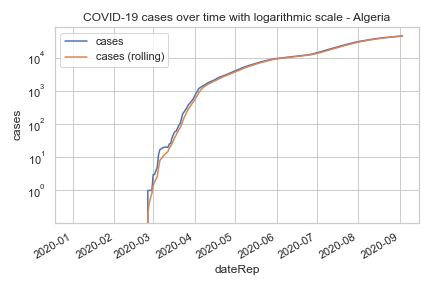 COVID-19 cases over time with logarithmic scale - Algeria
cases
cases (rolling)
10⁴
10³
10²
10¹
10⁰
cases
2020-01
2020-02
2020-03
2020-04
2020-05
2020-06
2020-07
2020-08
2020-09
dateRep